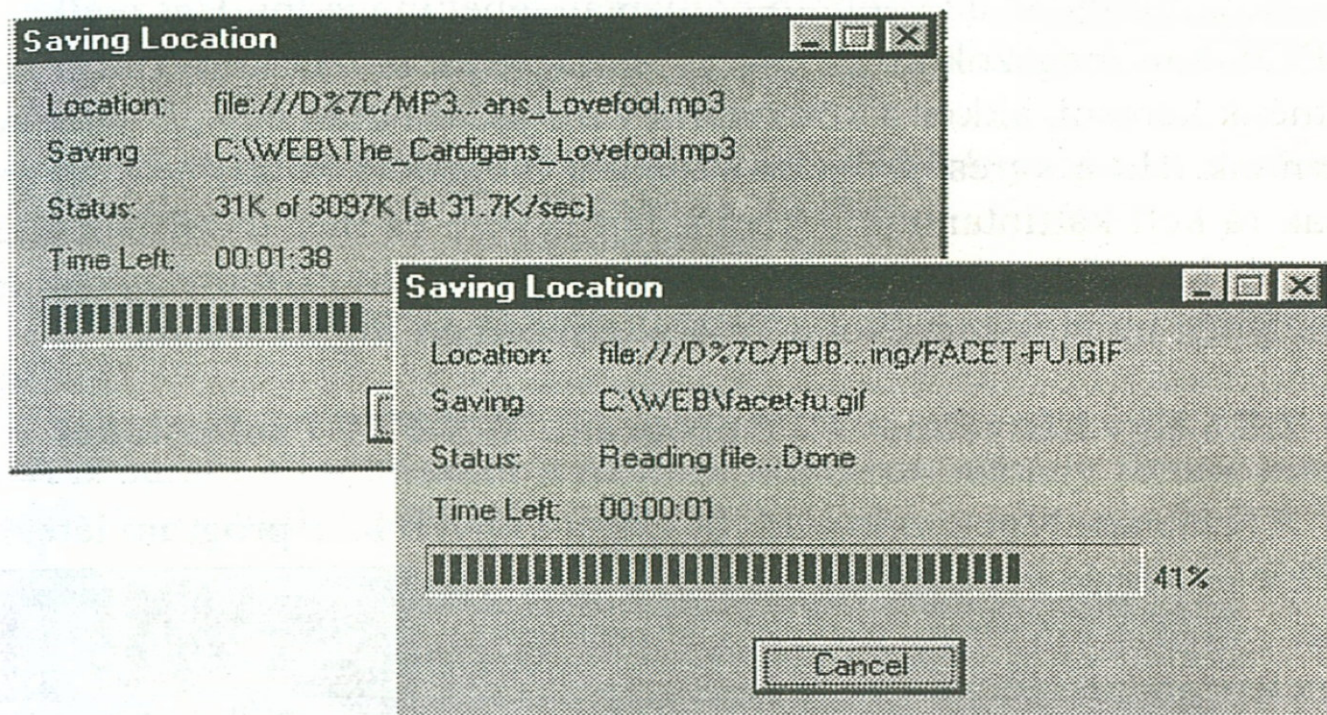 Saving Location
Location: file:///D%7C/MP3...ans_Lovefool.mp3
Saving C:\WEB\The_Cardigans_Lovefool.mp3
Status: 31K of 3097K (at 31.7K/sec)
Time Left: 00:01:38
Saving Location
Location: file:///D%7C/PUB...ing/FACET-FU.GIF
Saving C:\WEB\facet-fu.gif
Status: Reading file...Done
Time Left: 00:00:01
41%
Cancel